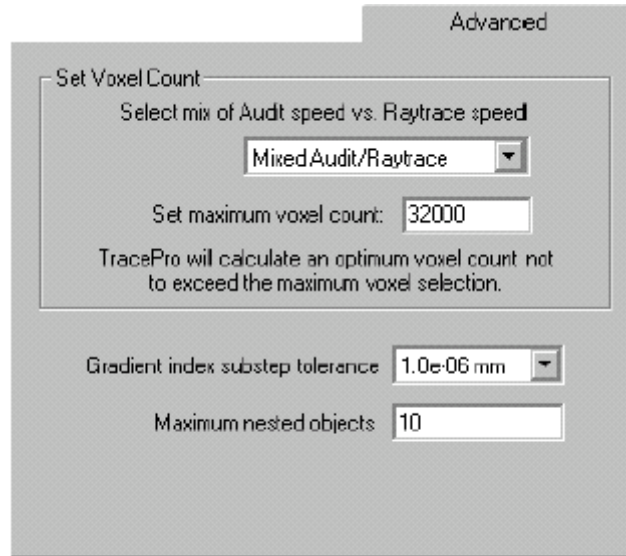 Advanced
Set Voxel Count
Select mix of Audit speed vs. Raytrace speed
Mixed Audit/Raytrace
Set maximum voxel count: 32000
TracePro will calculate an optimum voxel count not
to exceed the maximum voxel selection.
Gradient index substep tolerance 1.0e-06 mm
Maximum nested objects 10